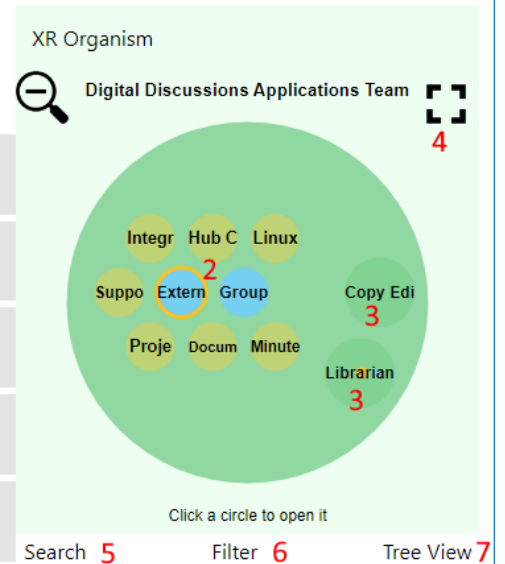 XR Organism
Digital Discussions Applications Team
4
Integr Hub C Linux
2
Suppo Extern Group Copy Edi
3
Proje Docum Minute
Librarian
3
Click a circle to open it
Search 5 Filter 6 Tree View 7